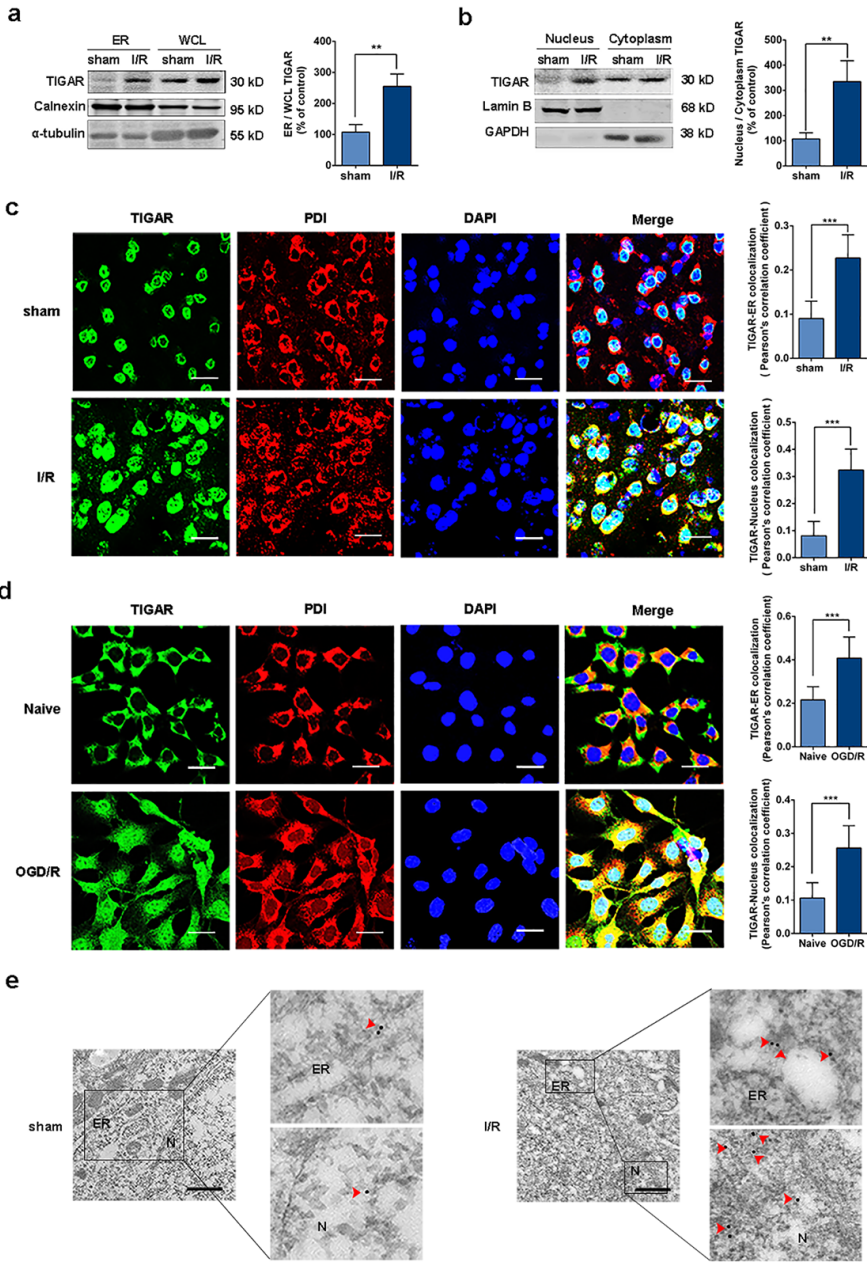 a
ER WCL
sham I/R sham I/R
TIGAR 30 kD
Calnexin 95 kD
α-tubulin 55 kD
ER / WCL TIGAR
(% of control)
400
300
200
100
0
**
sham I/R
b
Nucleus Cytoplasm
sham I/R sham I/R
TIGAR 30 kD
Lamin B 68 kD
GAPDH 38 kD
Nucleus / Cytoplasm TIGAR
(% of control)
500
400
300
200
100
0
**
sham I/R
c
TIGAR PDI DAPI Merge
sham
I/R
TIGAR-ER colocalization
( Pearson's correlation coefficient )
0.3
0.2
0.1
0.0
***
sham I/R
TIGAR-Nucleus colocalization
( Pearson's correlation coefficient )
0.5
0.4
0.3
0.2
0.1
0.0
***
sham I/R
d
TIGAR PDI DAPI Merge
Naive
OGD/R
TIGAR-ER colocalization
(Pearson's correlation coefficient)
0.6
0.4
0.2
0.0
***
Naive OGD/R
TIGAR-Nucleus colocalization
(Pearson's correlation coefficient)
0.4
0.3
0.2
0.1
0.0
***
Naive OGD/R
e
sham
ER
N
ER
N
I/R
ER
N
ER
N